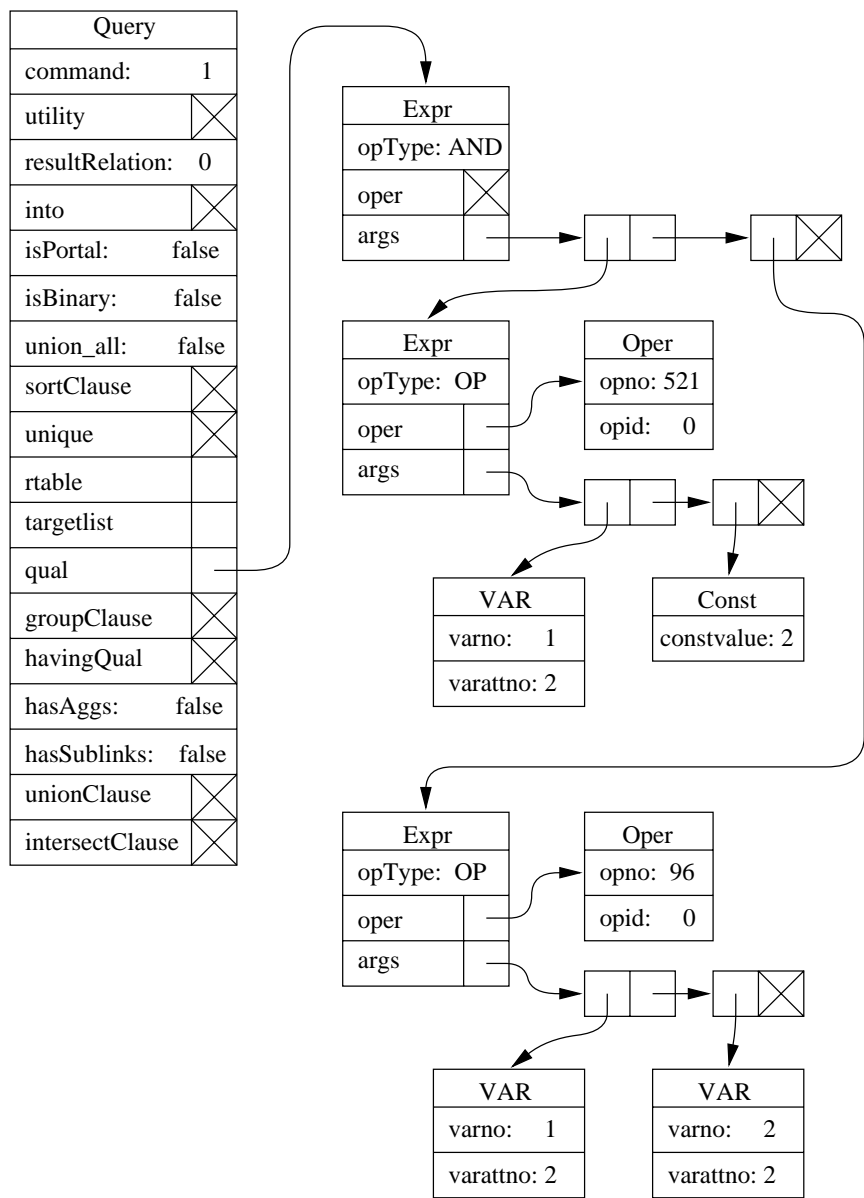 Query
command: 1
utility
resultRelation: 0
into
isPortal: false
isBinary: false
union_all: false
sortClause
unique
rtable
targetlist
qual
groupClause
havingQual
hasAggs: false
hasSublinks: false
unionClause
intersectClause
Expr
opType: AND
oper
args
Expr
opType: OP
oper
args
Oper
opno: 521
opid: 0
VAR
varno: 1
varattno: 2
Const
constvalue: 2
Expr
opType: OP
oper
args
Oper
opno: 96
opid: 0
VAR
varno: 1
varattno: 2
VAR
varno: 2
varattno: 2